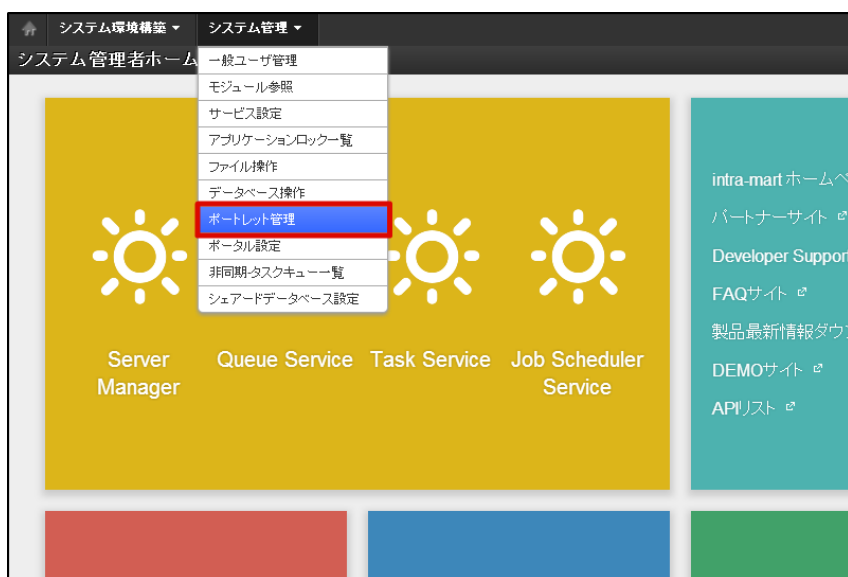 システム環境構築 ▼ システム管理 ▼
システム管理者ホーム
一般ユーザ管理
モジュール参照
サービス設定
アプリケーションロック一覧
ファイル操作
データベース操作
ポートレット管理
ポータル設定
非同期タスクキュー一覧
シェアードデータベース設定
Server
Manager
Queue Service
Task Service
Job Scheduler
Service
intra-mart ホームペ
パートナーサイト
Developer Support
FAQサイト
製品最新情報ダウ
DEMOサイト
APIリスト